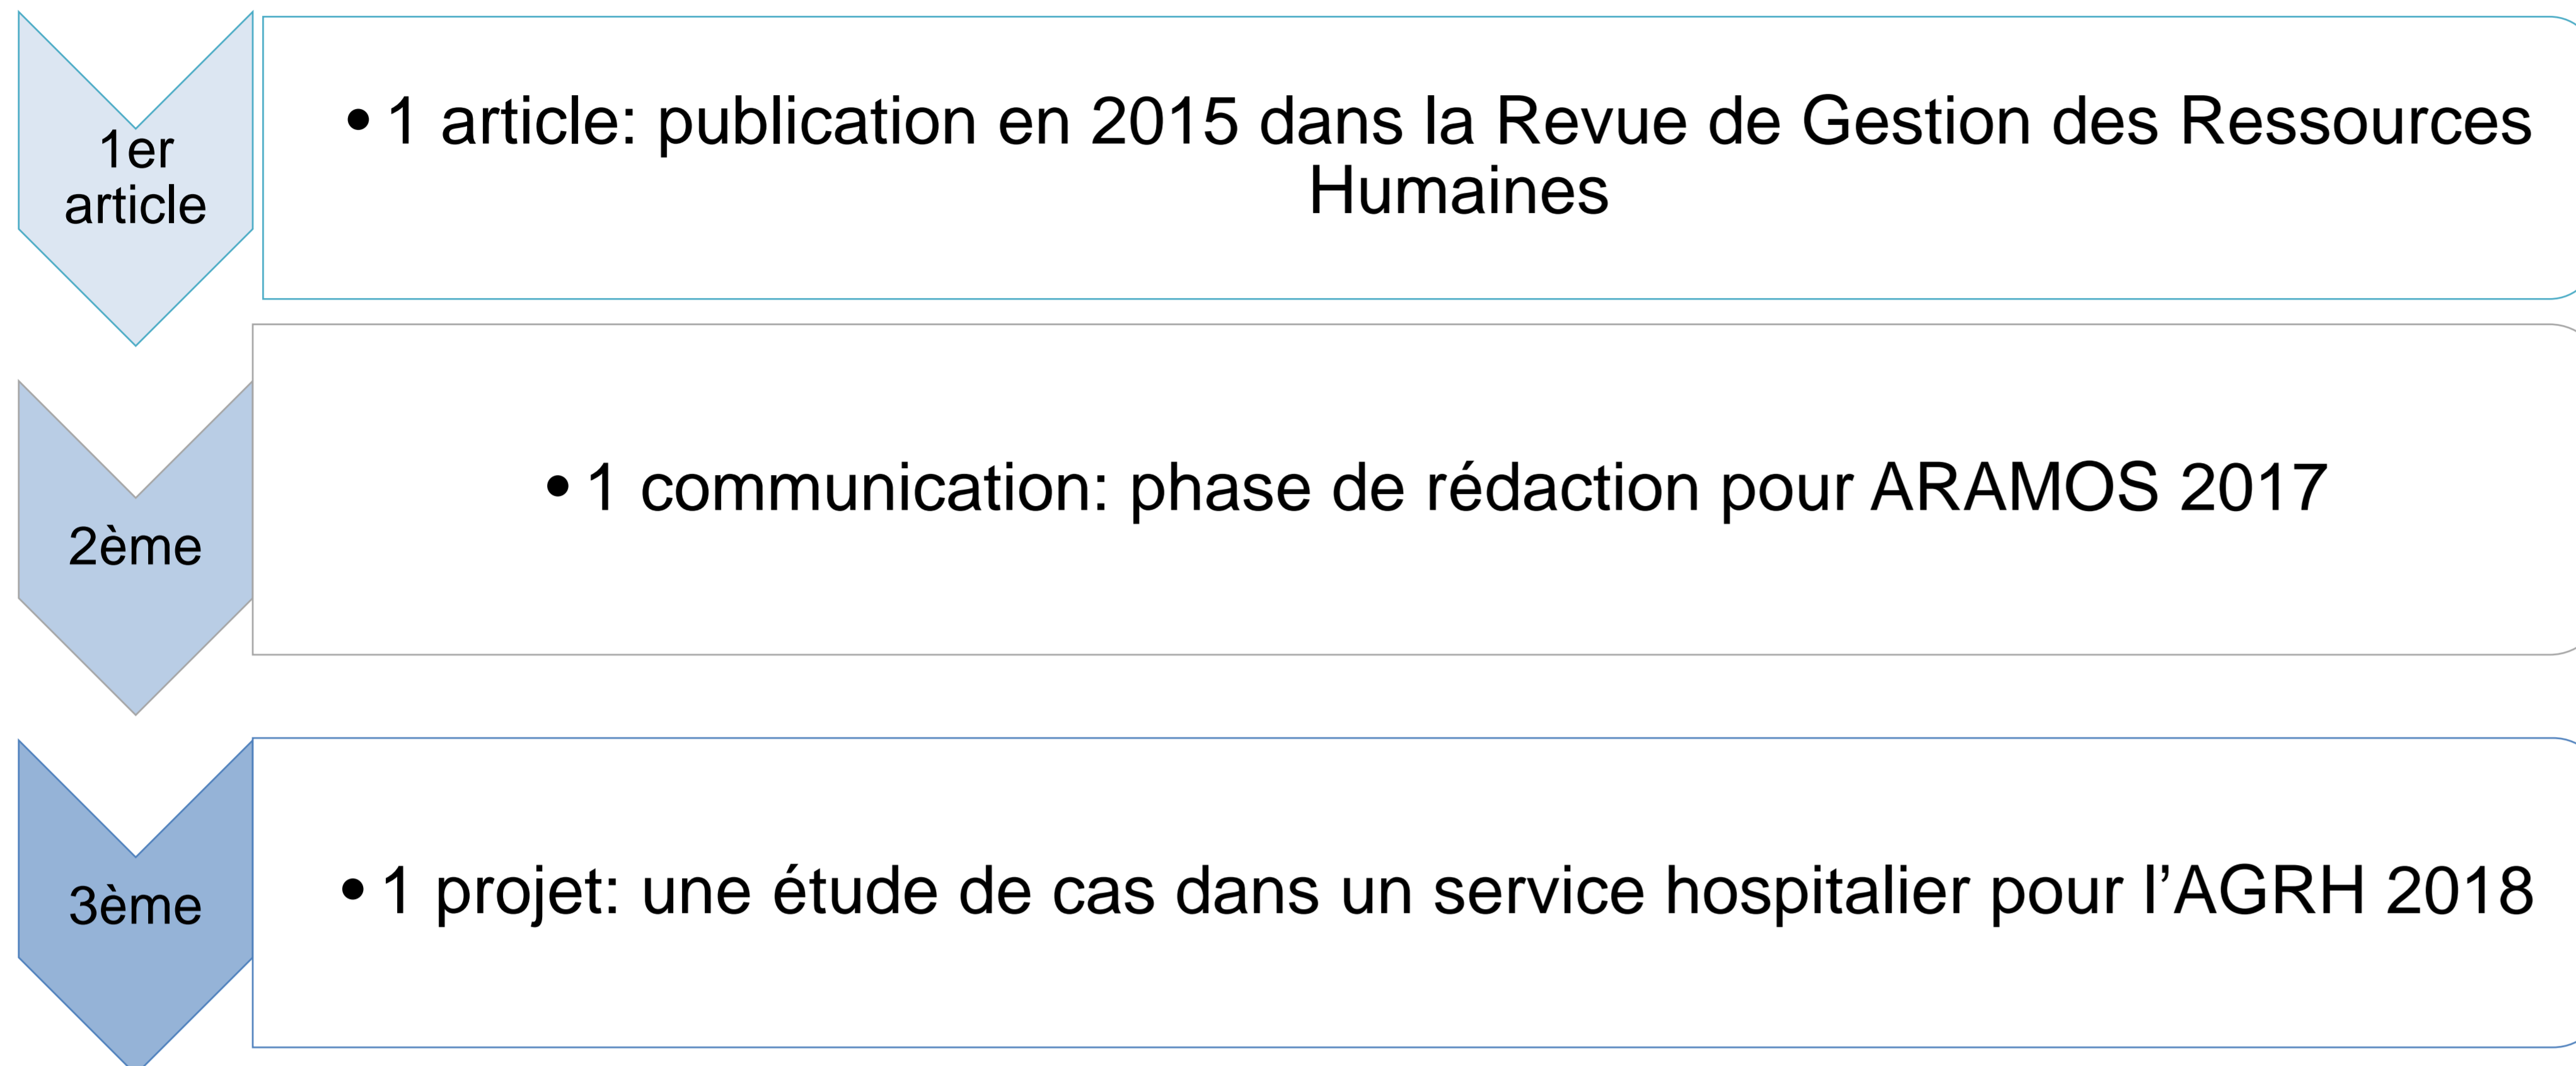 1er
article
• 1 article: publication en 2015 dans la Revue de Gestion des Ressources
Humaines
2ème
• 1 communication: phase de rédaction pour ARAMOS 2017
3ème
• 1 projet: une étude de cas dans un service hospitalier pour l’AGRH 2018